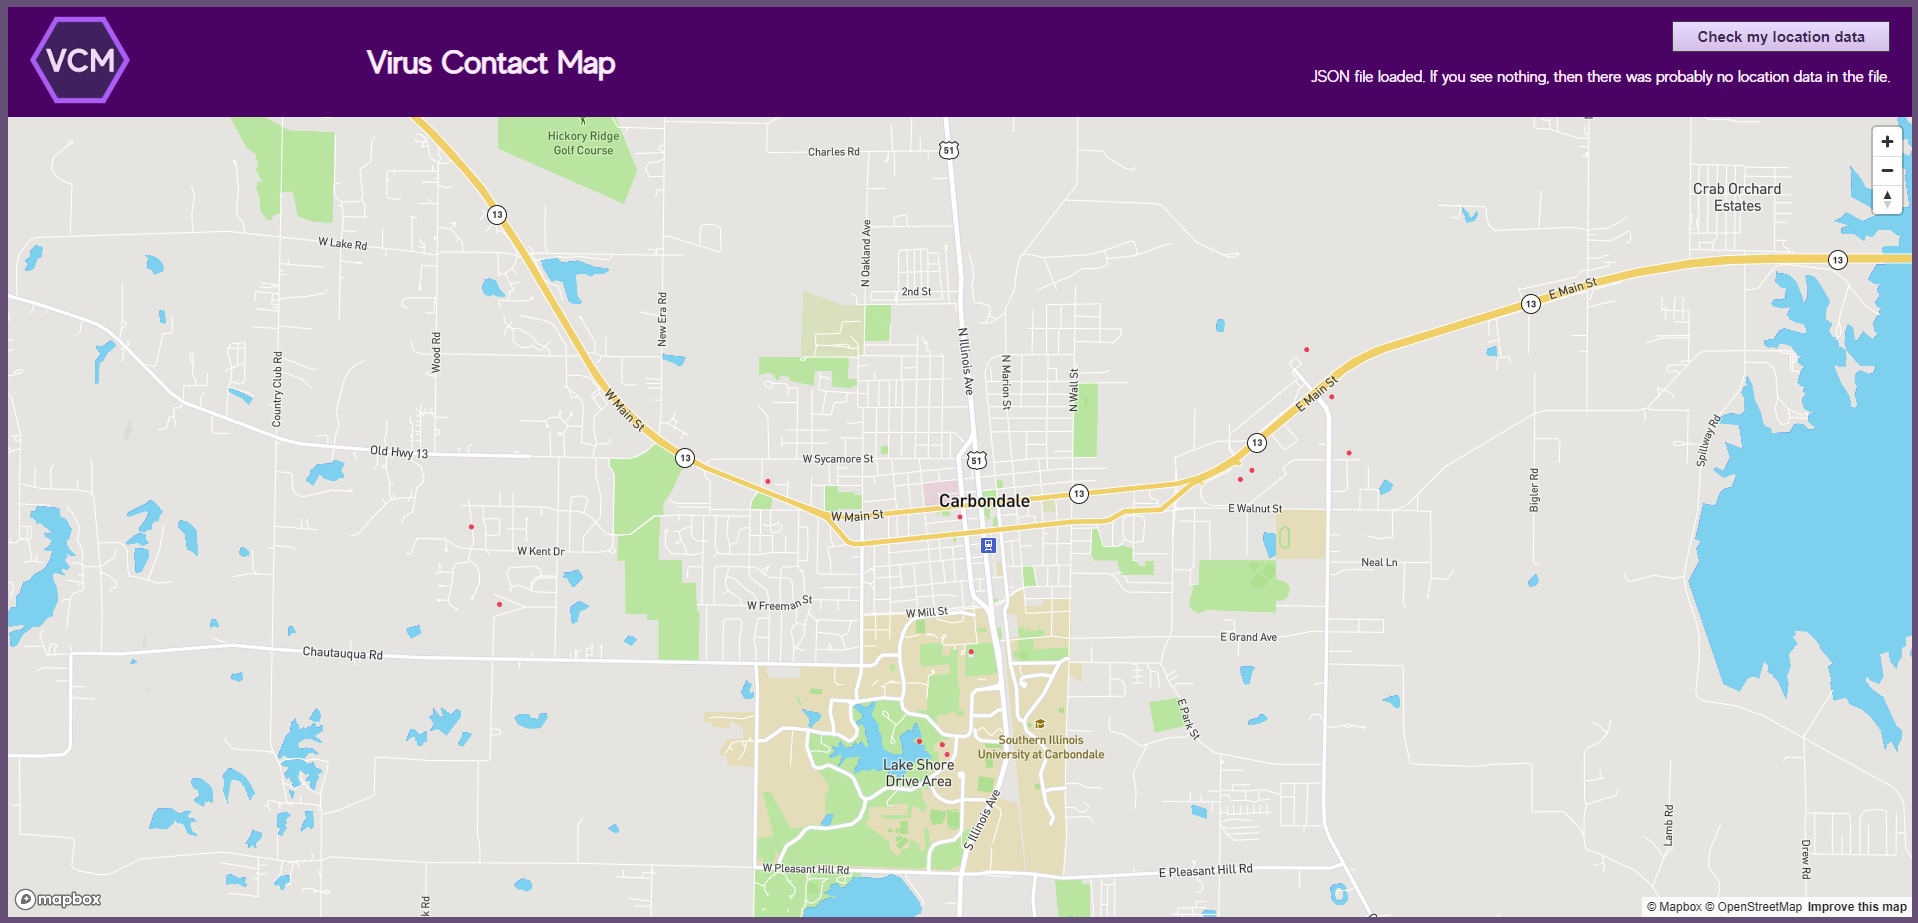 VCM
Virus Contact Map
Check my location data
JSON file loaded. If you see nothing, then there was probably no location data in the file.
Hickory Ridge
Golf Course
Charles Rd
51
+
−
Crab Orchard
Estates
13
W Lake Rd
N Oakland Ave
13
2nd St
E Main St
13
New Era Rd
N Illinois Ave
Wood Rd
Country Club Rd
N Marion St
N Wall St
E Main St
W Main St
Spillway Rd
Old Hwy 13
13
W Sycamore St
51
13
Bigler Rd
Carbondale
13
W Main St
E Walnut St
W Kent Dr
Neal Ln
W Freeman St
W Mill St
E Grand Ave
Chautauqua Rd
E Park St
Southern Illinois
University at Carbondale
Lake Shore
Drive Area
S Illinois Ave
Lamb Rd
Drew Rd
W Pleasant Hill Rd
E Pleasant Hill Rd
k Rd
mapbox
© Mapbox © OpenStreetMap Improve this map